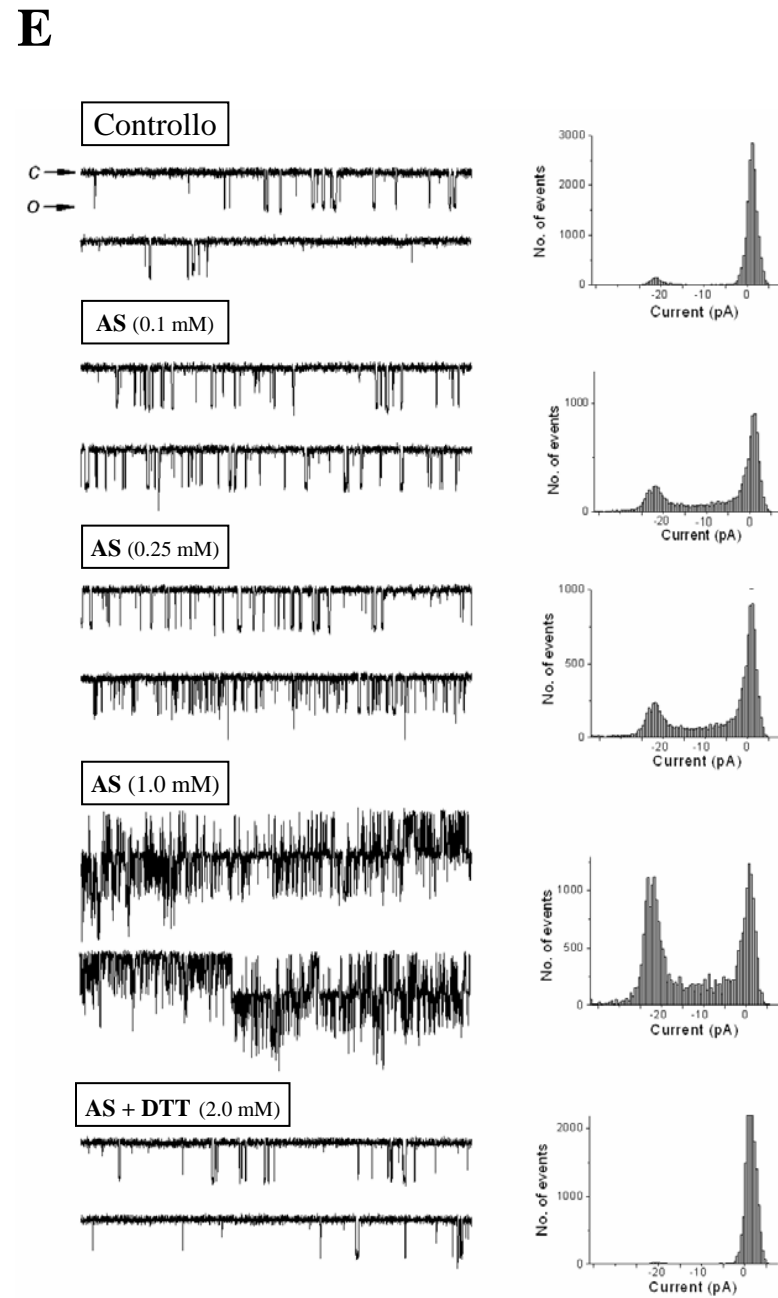 E
Controllo
C
O
3000
2000
1000
0
No. of events
-20 -10 0
Current (pA)
AS (0.1 mM)
1000
0
No. of events
-20 -10 0
Current (pA)
AS (0.25 mM)
1000
500
0
No. of events
-20 -10 0
Current (pA)
AS (1.0 mM)
1000
500
0
No. of events
-20 -10 0
Current (pA)
AS + DTT (2.0 mM)
2000
1000
0
No. of events
-20 -10 0
Current (pA)